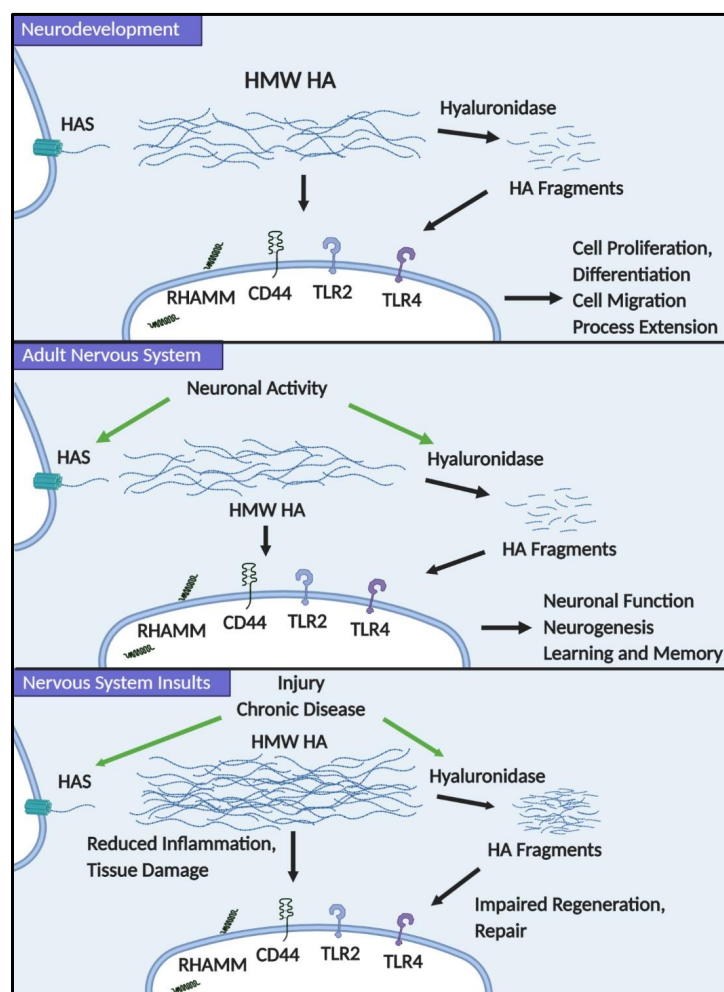 Neurodevelopment
HMW HA
HAS
Hyaluronidase
HA Fragments
RHAMM
CD44
TLR2
TLR4
Cell Proliferation,
Differentiation
Cell Migration
Process Extension
Adult Nervous System
Neuronal Activity
HAS
Hyaluronidase
HMW HA
HA Fragments
RHAMM
CD44
TLR2
TLR4
Neuronal Function
Neurogenesis
Learning and Memory
Nervous System Insults
Injury
Chronic Disease
HMW HA
HAS
Hyaluronidase
Reduced Inflammation,
Tissue Damage
HA Fragments
Impaired Regeneration,
Repair
RHAMM
CD44
TLR2
TLR4